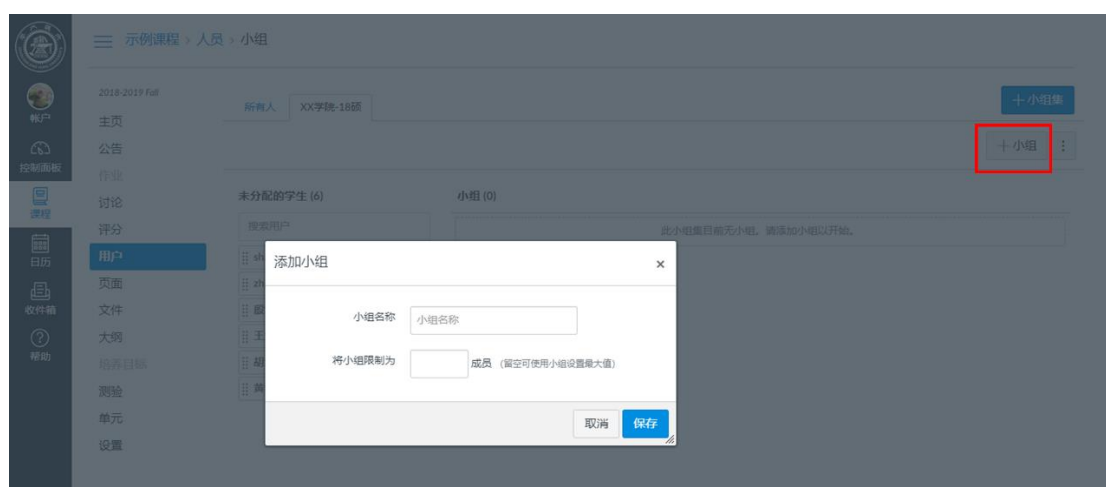 示例课程 › 人员 › 小组
2018-2019 Fall
所有人 XX学院-18硕 ＋小组集
帐户
主页
＋小组
公告
控制面板
作业
未分配的学生 (6) 小组 (0)
讨论
课程
搜索用户 此小组集目前无小组。请添加小组以开始。
评分
用户
sh
日历
添加小组 ×
页面
zh
收件箱
文件
小组名称 小组名称
大纲
王
帮助
将小组限制为 成员 (留空可使用小组设置最大值)
培养目标
胡
测验
黄
单元
取消 保存
设置